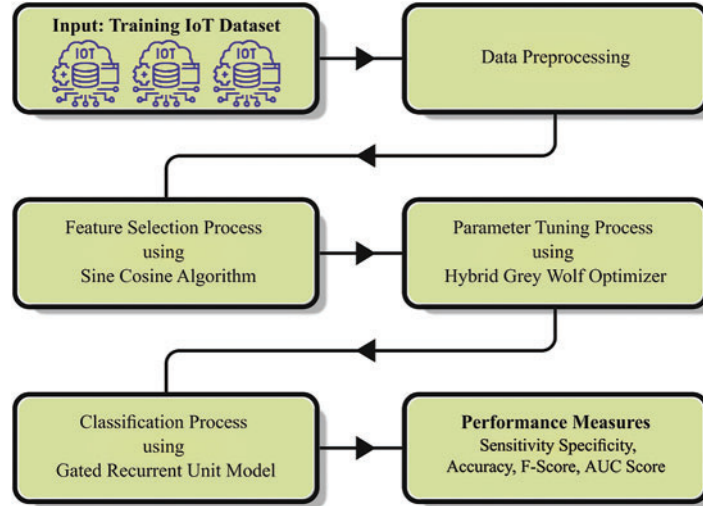 Input: Training IoT Dataset
IOT
IOT
IOT
Data Preprocessing
Feature Selection Process
using
Sine Cosine Algorithm
Parameter Tuning Process
using
Hybrid Grey Wolf Optimizer
Classification Process
using
Gated Recurrent Unit Model
Performance Measures
Sensitivity Specificity,
Accuracy, F-Score, AUC Score